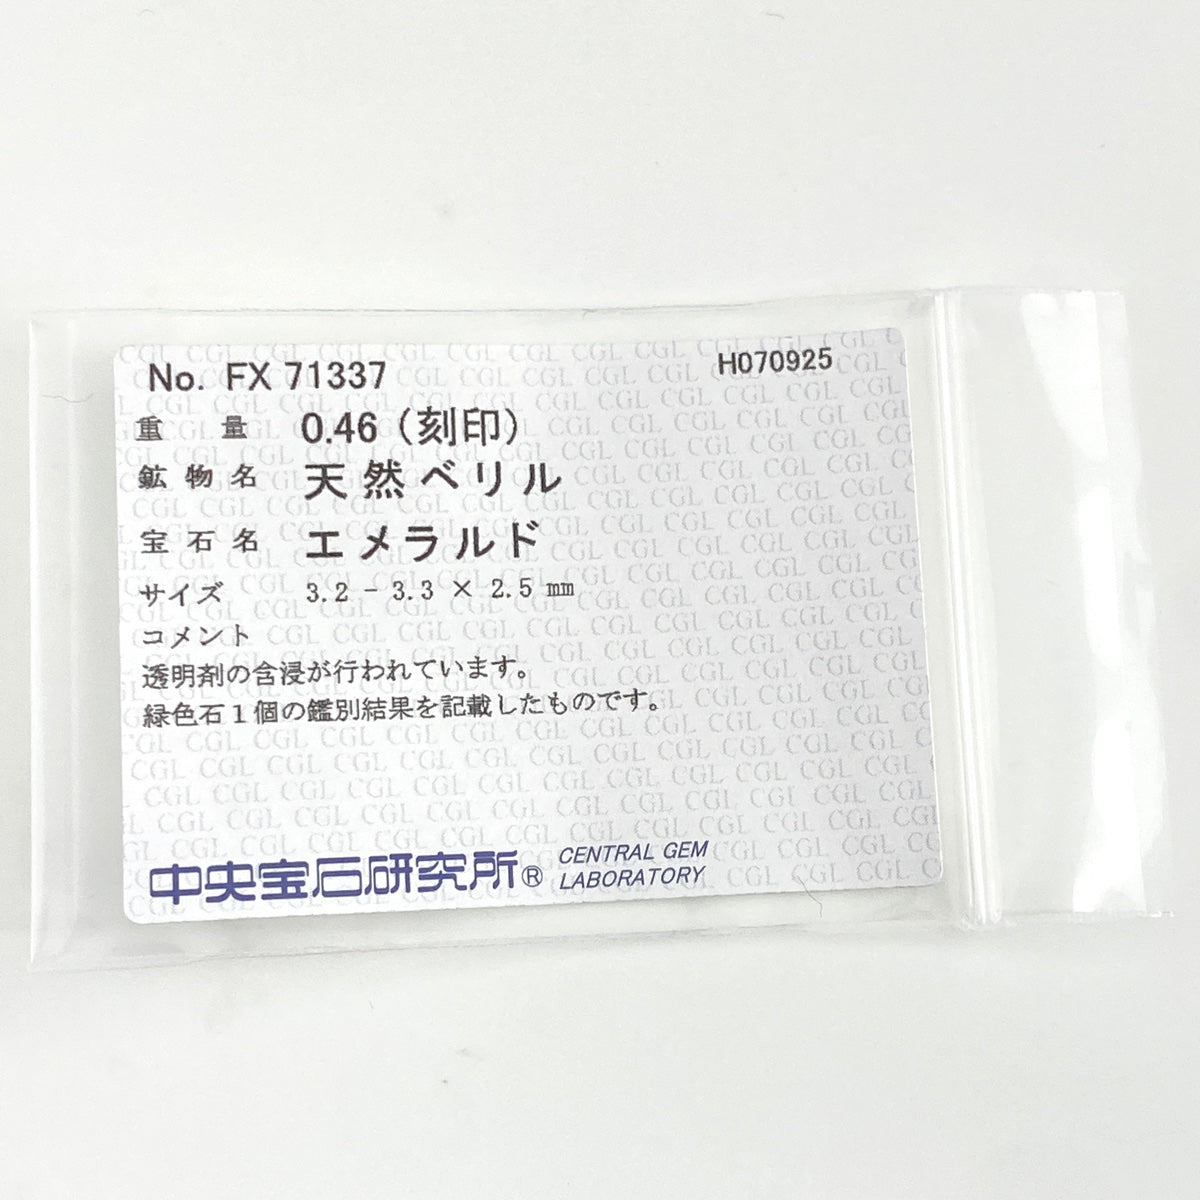 No. FX 71337
H070925
重量 0.46(刻印)
鉱物名 天然ベリル
宝石名 エメラルド
サイズ 3.2 - 3.3 × 2.5 mm
コメント
透明剤の含浸が行われています。
緑色石1個の鑑別結果を記載したものです。
中央宝石研究所® CENTRAL GEM
LABORATORY